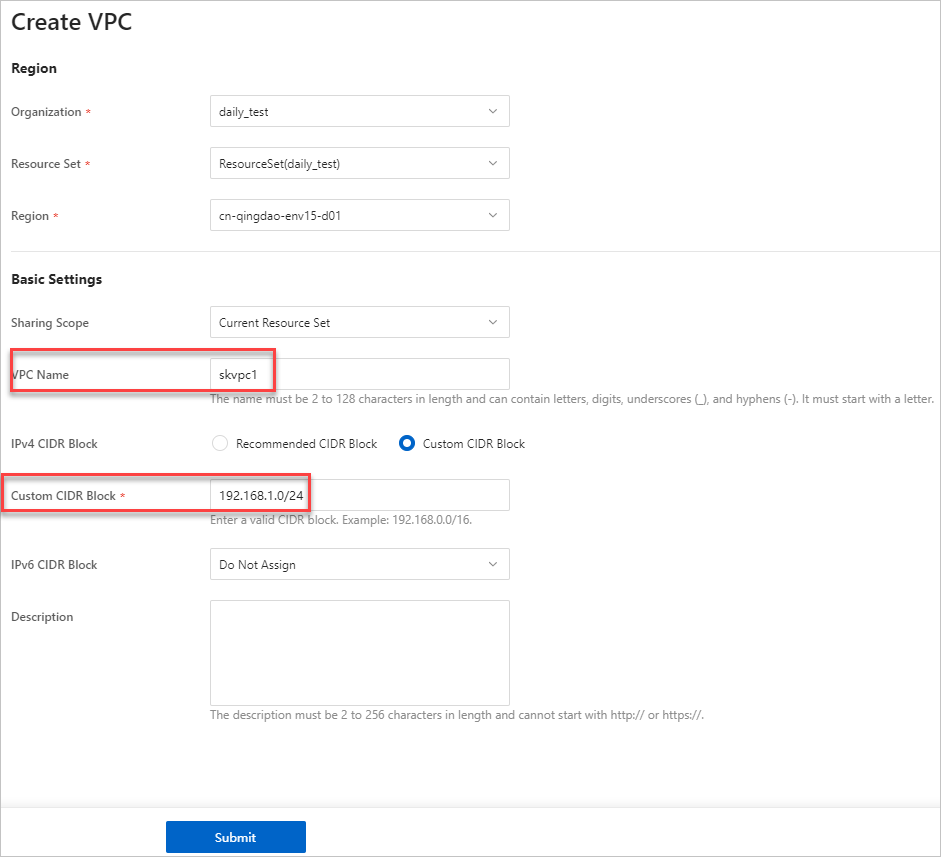 Create VPC
Region
Organization *
daily_test
Resource Set *
ResourceSet(daily_test)
Region *
cn-qingdao-env15-d01
Basic Settings
Sharing Scope
Current Resource Set
VPC Name
skvpc1
The name must be 2 to 128 characters in length and can contain letters, digits, underscores (_), and hyphens (-). It must start with a letter.
IPv4 CIDR Block
Recommended CIDR Block
Custom CIDR Block
Custom CIDR Block *
192.168.1.0/24
Enter a valid CIDR block. Example: 192.168.0.0/16.
IPv6 CIDR Block
Do Not Assign
Description
The description must be 2 to 256 characters in length and cannot start with http:// or https://.
Submit